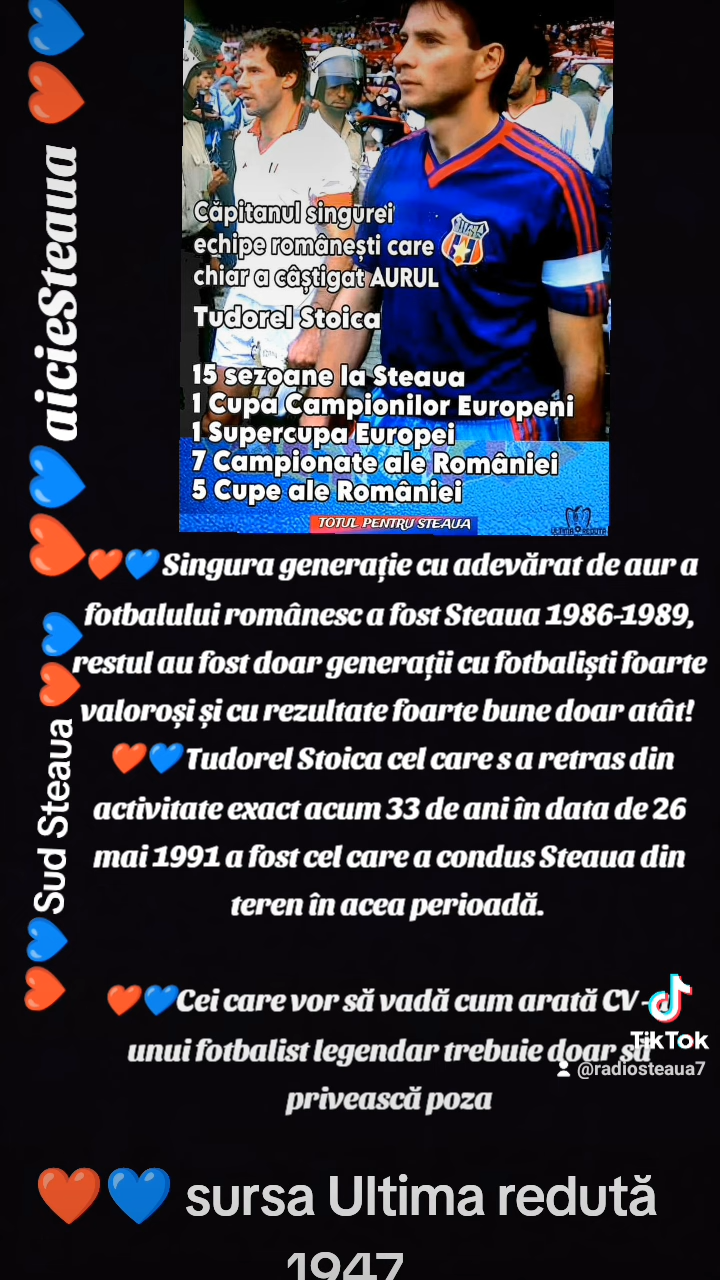 Căpitanul singurei
echipe românești care
chiar a câștigat AURUL
Tudorel Stoica
15 sezoane la Steaua
1 Cupa Campionilor Europeni
1 Supercupa Europei
7 Campionate ale României
5 Cupe ale României
TOTUL PENTRU STEAUA
❤️💙Singura generație cu adevărat de aur a
fotbalului românesc a fost Steaua 1986-1989,
restul au fost doar generații cu fotbaliști foarte
valoroși și cu rezultate foarte bune doar atât!
❤️💙Tudorel Stoica cel care s a retras din
activitate exact acum 33 de ani în data de 26
mai 1991 a fost cel care a condus Steaua din
teren în acea perioadă.
❤️💙Cei care vor să vadă cum arată CV-
unui fotbalist legendar trebuie doar să
privească poza
❤️💙 sursa Ultima redută
1947
❤️💙aicieSteaua ❤️💙
❤️💙Sud Steaua ❤️💙
TikTok
@radiosteaua7